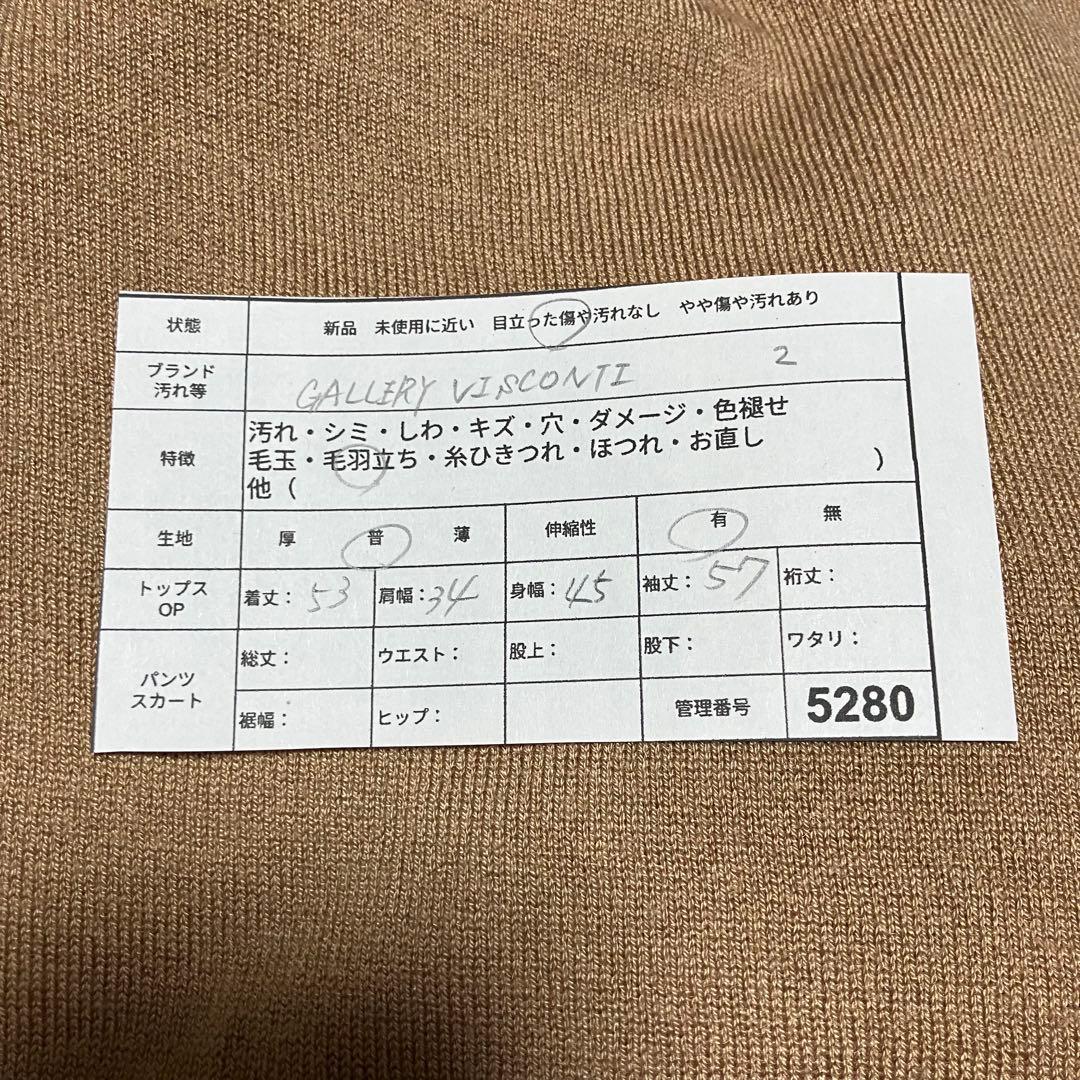 状態 新品 未使用に近い 目立った傷や汚れなし やや傷や汚れあり
ブランド
汚れ等
GALLERY VISCONTI 2
特徴
汚れ・シミ・しわ・キズ・穴・ダメージ・色褪せ
毛玉・毛羽立ち・糸ひきつれ・ほつれ・お直し
他( )
生地 厚 普 薄 伸縮性 有 無
トップス
OP
着丈:53 肩幅:34 身幅:45 袖丈:57 裄丈:
パンツ
スカート
総丈: ウエスト: 股上: 股下: ワタリ:
裾幅: ヒップ: 管理番号 5280